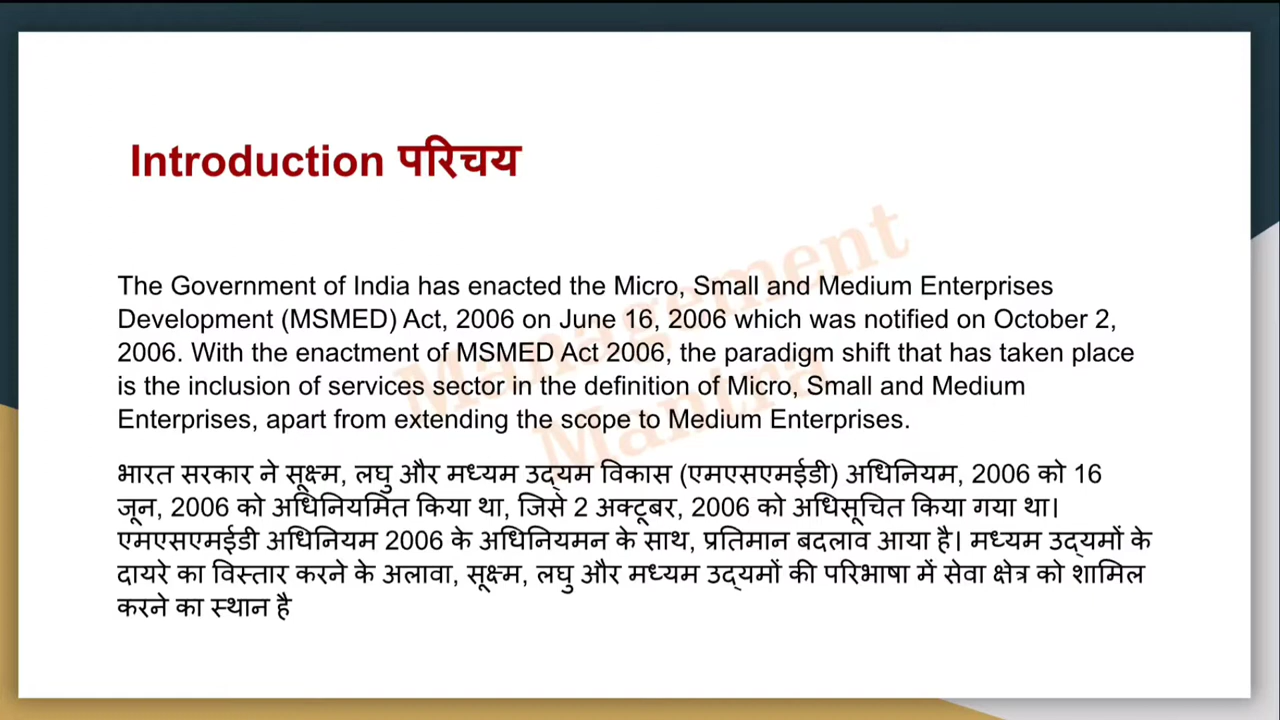 Introduction परिचय
The Government of India has enacted the Micro, Small and Medium Enterprises
Development (MSMED) Act, 2006 on June 16, 2006 which was notified on October 2,
2006. With the enactment of MSMED Act 2006, the paradigm shift that has taken place
is the inclusion of services sector in the definition of Micro, Small and Medium
Enterprises, apart from extending the scope to Medium Enterprises.
भारत सरकार ने सूक्ष्म, लघु और मध्यम उद्यम विकास (एमएसएमईडी) अधिनियम, 2006 को 16
जून, 2006 को अधिनियमित किया था, जिसे 2 अक्टूबर, 2006 को अधिसूचित किया गया था।
एमएसएमईडी अधिनियम 2006 के अधिनियमन के साथ, प्रतिमान बदलाव आया है। मध्यम उद्यमों के
दायरे का विस्तार करने के अलावा, सूक्ष्म, लघु और मध्यम उद्यमों की परिभाषा में सेवा क्षेत्र को शामिल
करने का स्थान है
Management
Mantra